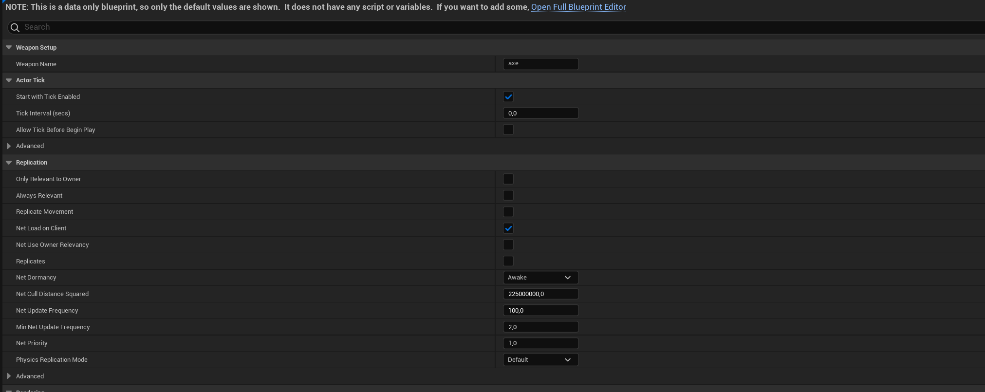 NOTE: This is a data only blueprint, so only the default values are shown. It does not have any script or variables. If you want to add some, Open Full Blueprint Editor
Search
Weapon Setup
Weapon Name axe
Actor Tick
Start with Tick Enabled
Tick Interval (secs) 0,0
Allow Tick Before Begin Play
Advanced
Replication
Only Relevant to Owner
Always Relevant
Replicate Movement
Net Load on Client
Net Use Owner Relevancy
Replicates
Net Dormancy Awake
Net Cull Distance Squared 225000000,0
Net Update Frequency 100,0
Min Net Update Frequency 2,0
Net Priority 1,0
Physics Replication Mode Default
Advanced